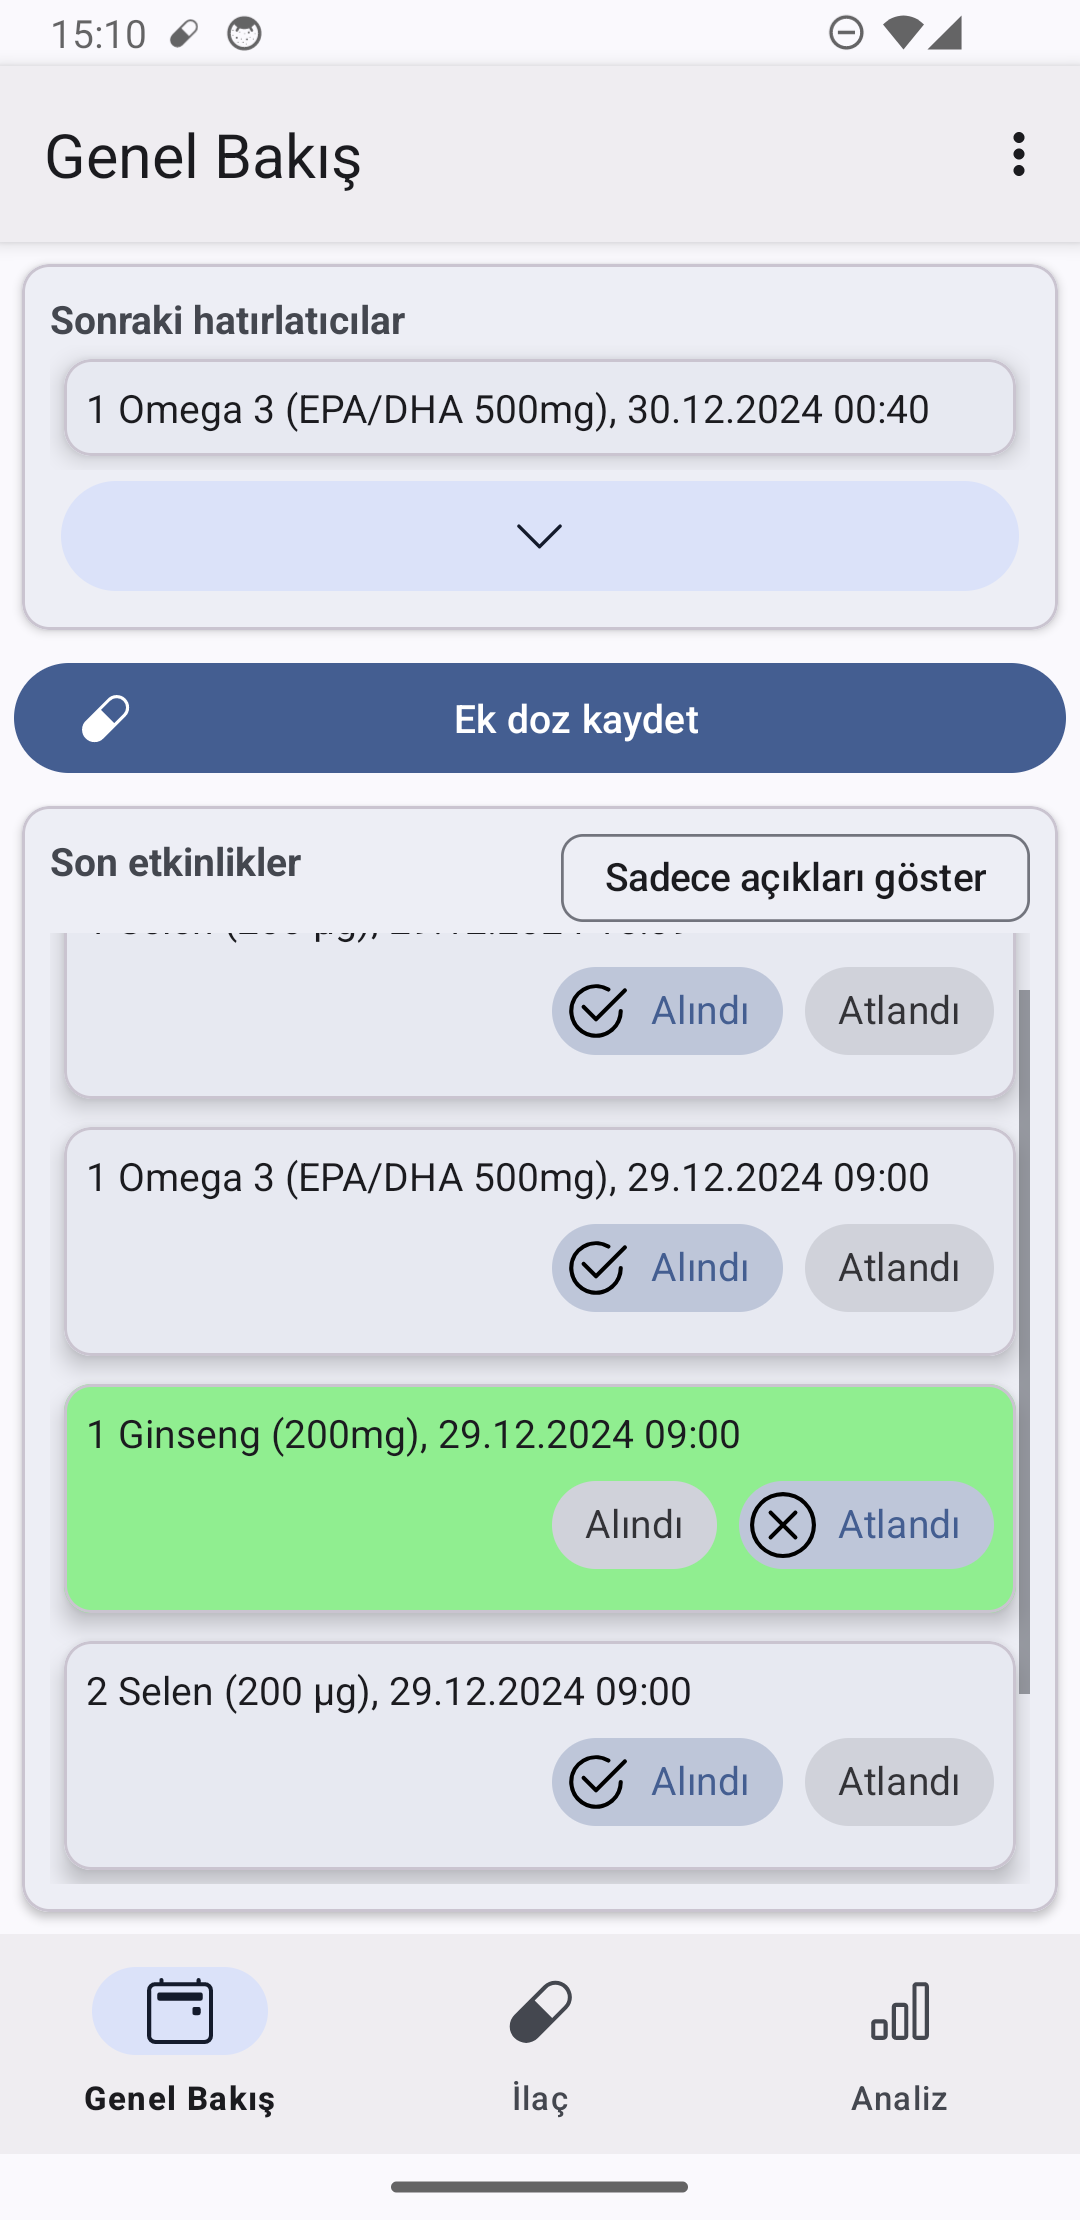 15:10
Genel Bakış
Sonraki hatırlatıcılar
1 Omega 3 (EPA/DHA 500mg), 30.12.2024 00:40
Ek doz kaydet
Son etkinlikler
Sadece açıkları göster
Alındı Atlandı
1 Omega 3 (EPA/DHA 500mg), 29.12.2024 09:00
Alındı Atlandı
1 Ginseng (200mg), 29.12.2024 09:00
Alındı Atlandı
2 Selen (200 µg), 29.12.2024 09:00
Alındı Atlandı
Genel Bakış İlaç Analiz